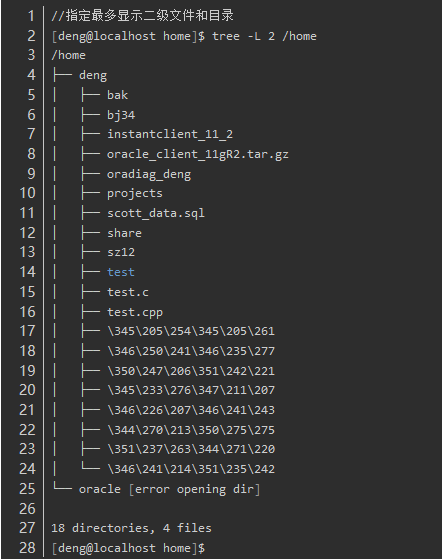 1 //指定最多显示二级文件和目录
2 [deng@localhost home]$ tree -L 2 /home
3 /home
4 ├── deng
5 │   ├── bak
6 │   ├── bj34
7 │   ├── instantclient_11_2
8 │   ├── oracle_client_11gR2.tar.gz
9 │   ├── oradiag_deng
10 │   ├── projects
11 │   ├── scott_data.sql
12 │   ├── share
13 │   ├── sz12
14 │   ├── test
15 │   ├── test.c
16 │   ├── test.cpp
17 │   ├── \345\205\254\345\205\261
18 │   ├── \346\250\241\346\235\277
19 │   ├── \350\247\206\351\242\221
20 │   ├── \345\233\276\347\211\207
21 │   ├── \346\226\207\346\241\243
22 │   ├── \344\270\213\350\275\275
23 │   ├── \351\237\263\344\271\220
24 │   └── \346\241\214\351\235\242
25 └── oracle [error opening dir]
26
27 18 directories, 4 files
28 [deng@localhost home]$